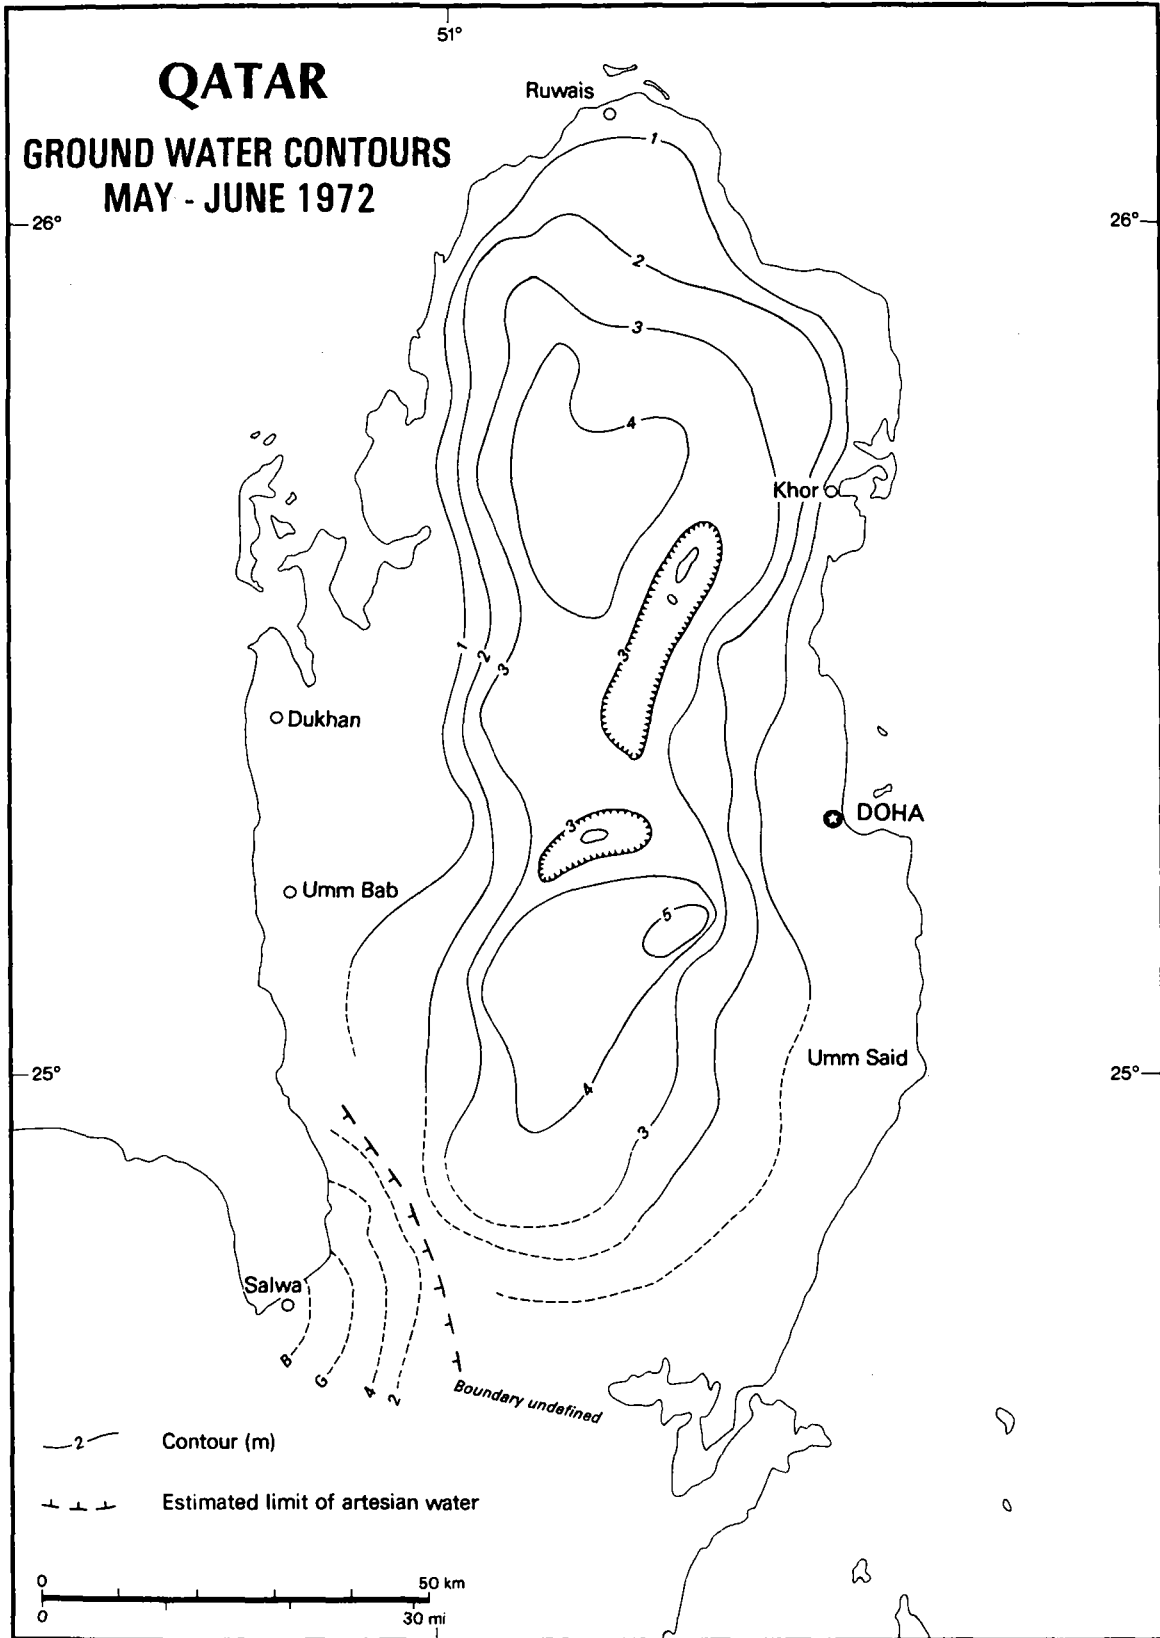 51°
QATAR
GROUND WATER CONTOURS
MAY - JUNE 1972
Ruwais
1
26°
26°
2
3
4
Khor
0
3
1
2
3
Dukhan
DOHA
3
Umm Bab
5
Umm Said
25°
25°
4
3
Salwa
8
G
4
2
Boundary undefined
2
Contour (m)
Estimated limit of artesian water
0
50 km
0
30 mi
51°